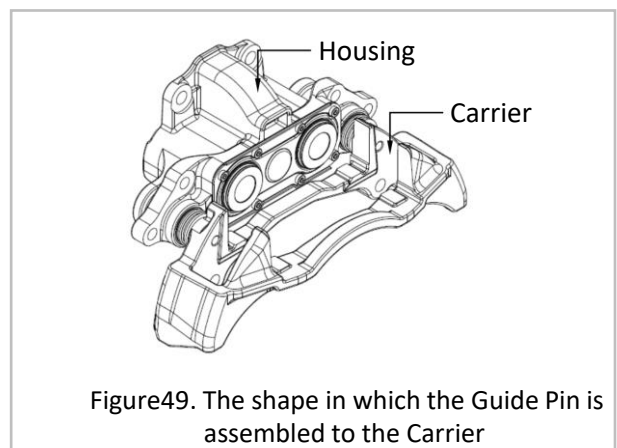 Housing
Carrier
Figure49. The shape in which the Guide Pin is
assembled to the Carrier